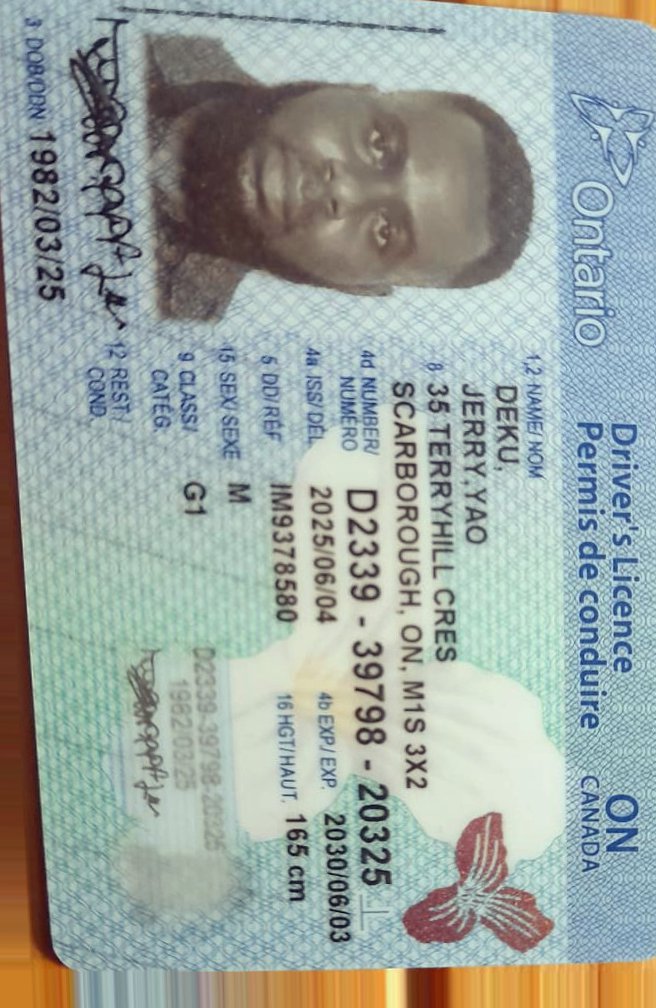 Ontario
Driver's Licence
Permis de conduire
ON
CANADA
1,2 NAME/NOM
DEKU,
JERRY,YAO
8 35 TERRYHILL CRES
SCARBOROUGH, ON, M1S 3X2
4d NUMBER/
NUMÉRO
D2339 - 39798 - 20325
4a ISS/DÉL 2025/06/04
4b EXP./EXP. 2030/06/03
5 DD/RÉF IM9378580
16 HGT/HAUT. 165 cm
15 SEX/SEXE M
9 CLASS/
CATÉG.
G1
12 REST./
COND.
3 DOB/DDN 1982/03/25
D2339-39798-20325
1982/03/25